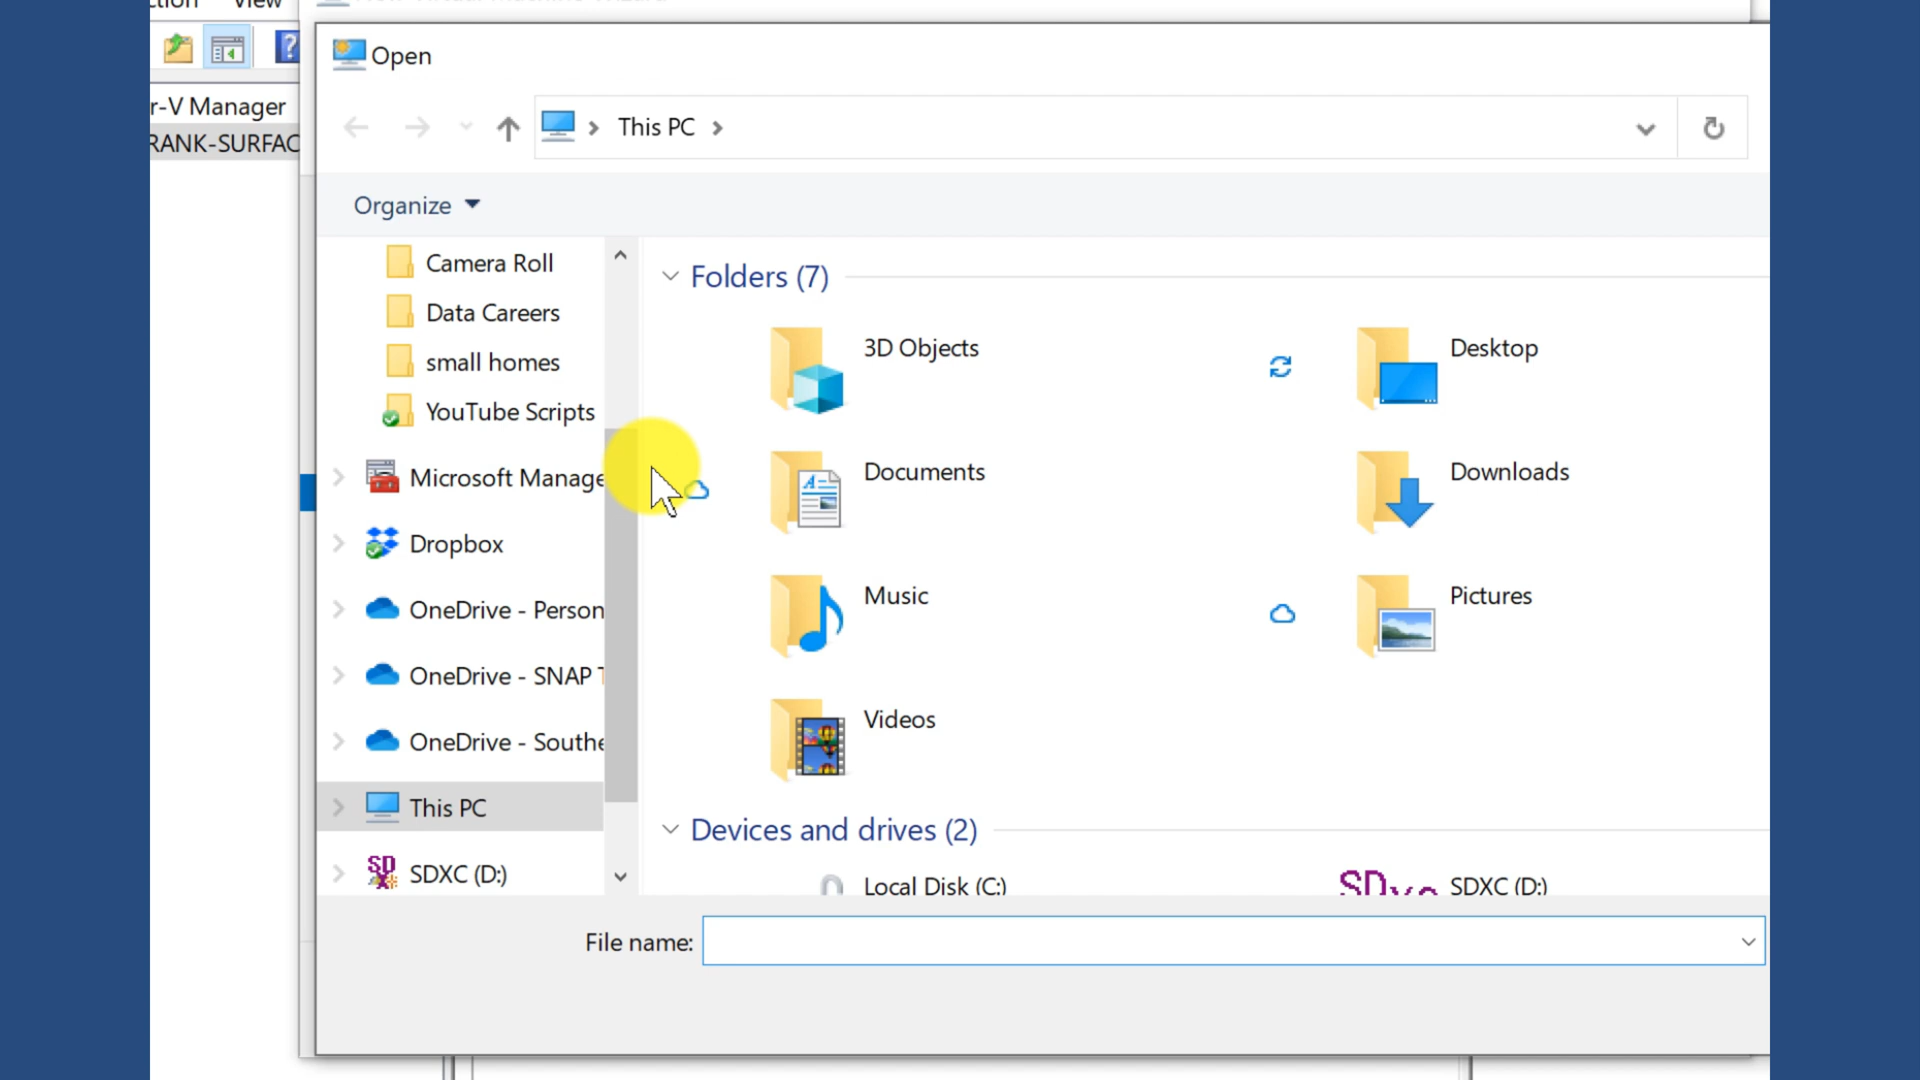 View
Open
r-V Manager
RANK-SURFAC
This PC
Organize
Camera Roll
Data Careers
small homes
YouTube Scripts
Microsoft Manage
Dropbox
OneDrive - Person
OneDrive - SNAP T
OneDrive - Southe
This PC
SDXC (D:)
Folders (7)
3D Objects
Desktop
Documents
Downloads
Music
Pictures
Videos
Devices and drives (2)
Local Disk (C:)
SDXC (D:)
File name: